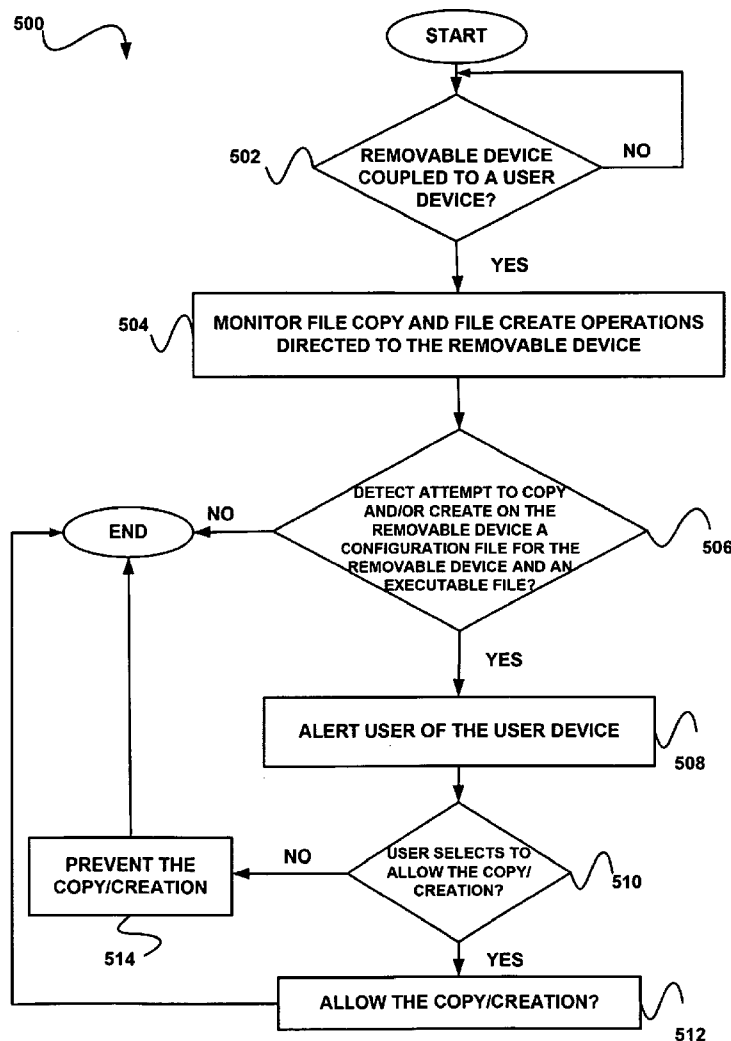 500
START
502
REMOVABLE DEVICE
COUPLED TO A USER
DEVICE?
NO
YES
504
MONITOR FILE COPY AND FILE CREATE OPERATIONS
DIRECTED TO THE REMOVABLE DEVICE
DETECT ATTEMPT TO COPY
AND/OR CREATE ON THE
REMOVABLE DEVICE A
CONFIGURATION FILE FOR THE
REMOVABLE DEVICE AND AN
EXECUTABLE FILE?
506
NO
END
YES
ALERT USER OF THE USER DEVICE
508
USER SELECTS TO
ALLOW THE COPY/
CREATION?
510
NO
PREVENT THE
COPY/CREATION
514
YES
ALLOW THE COPY/CREATION?
512